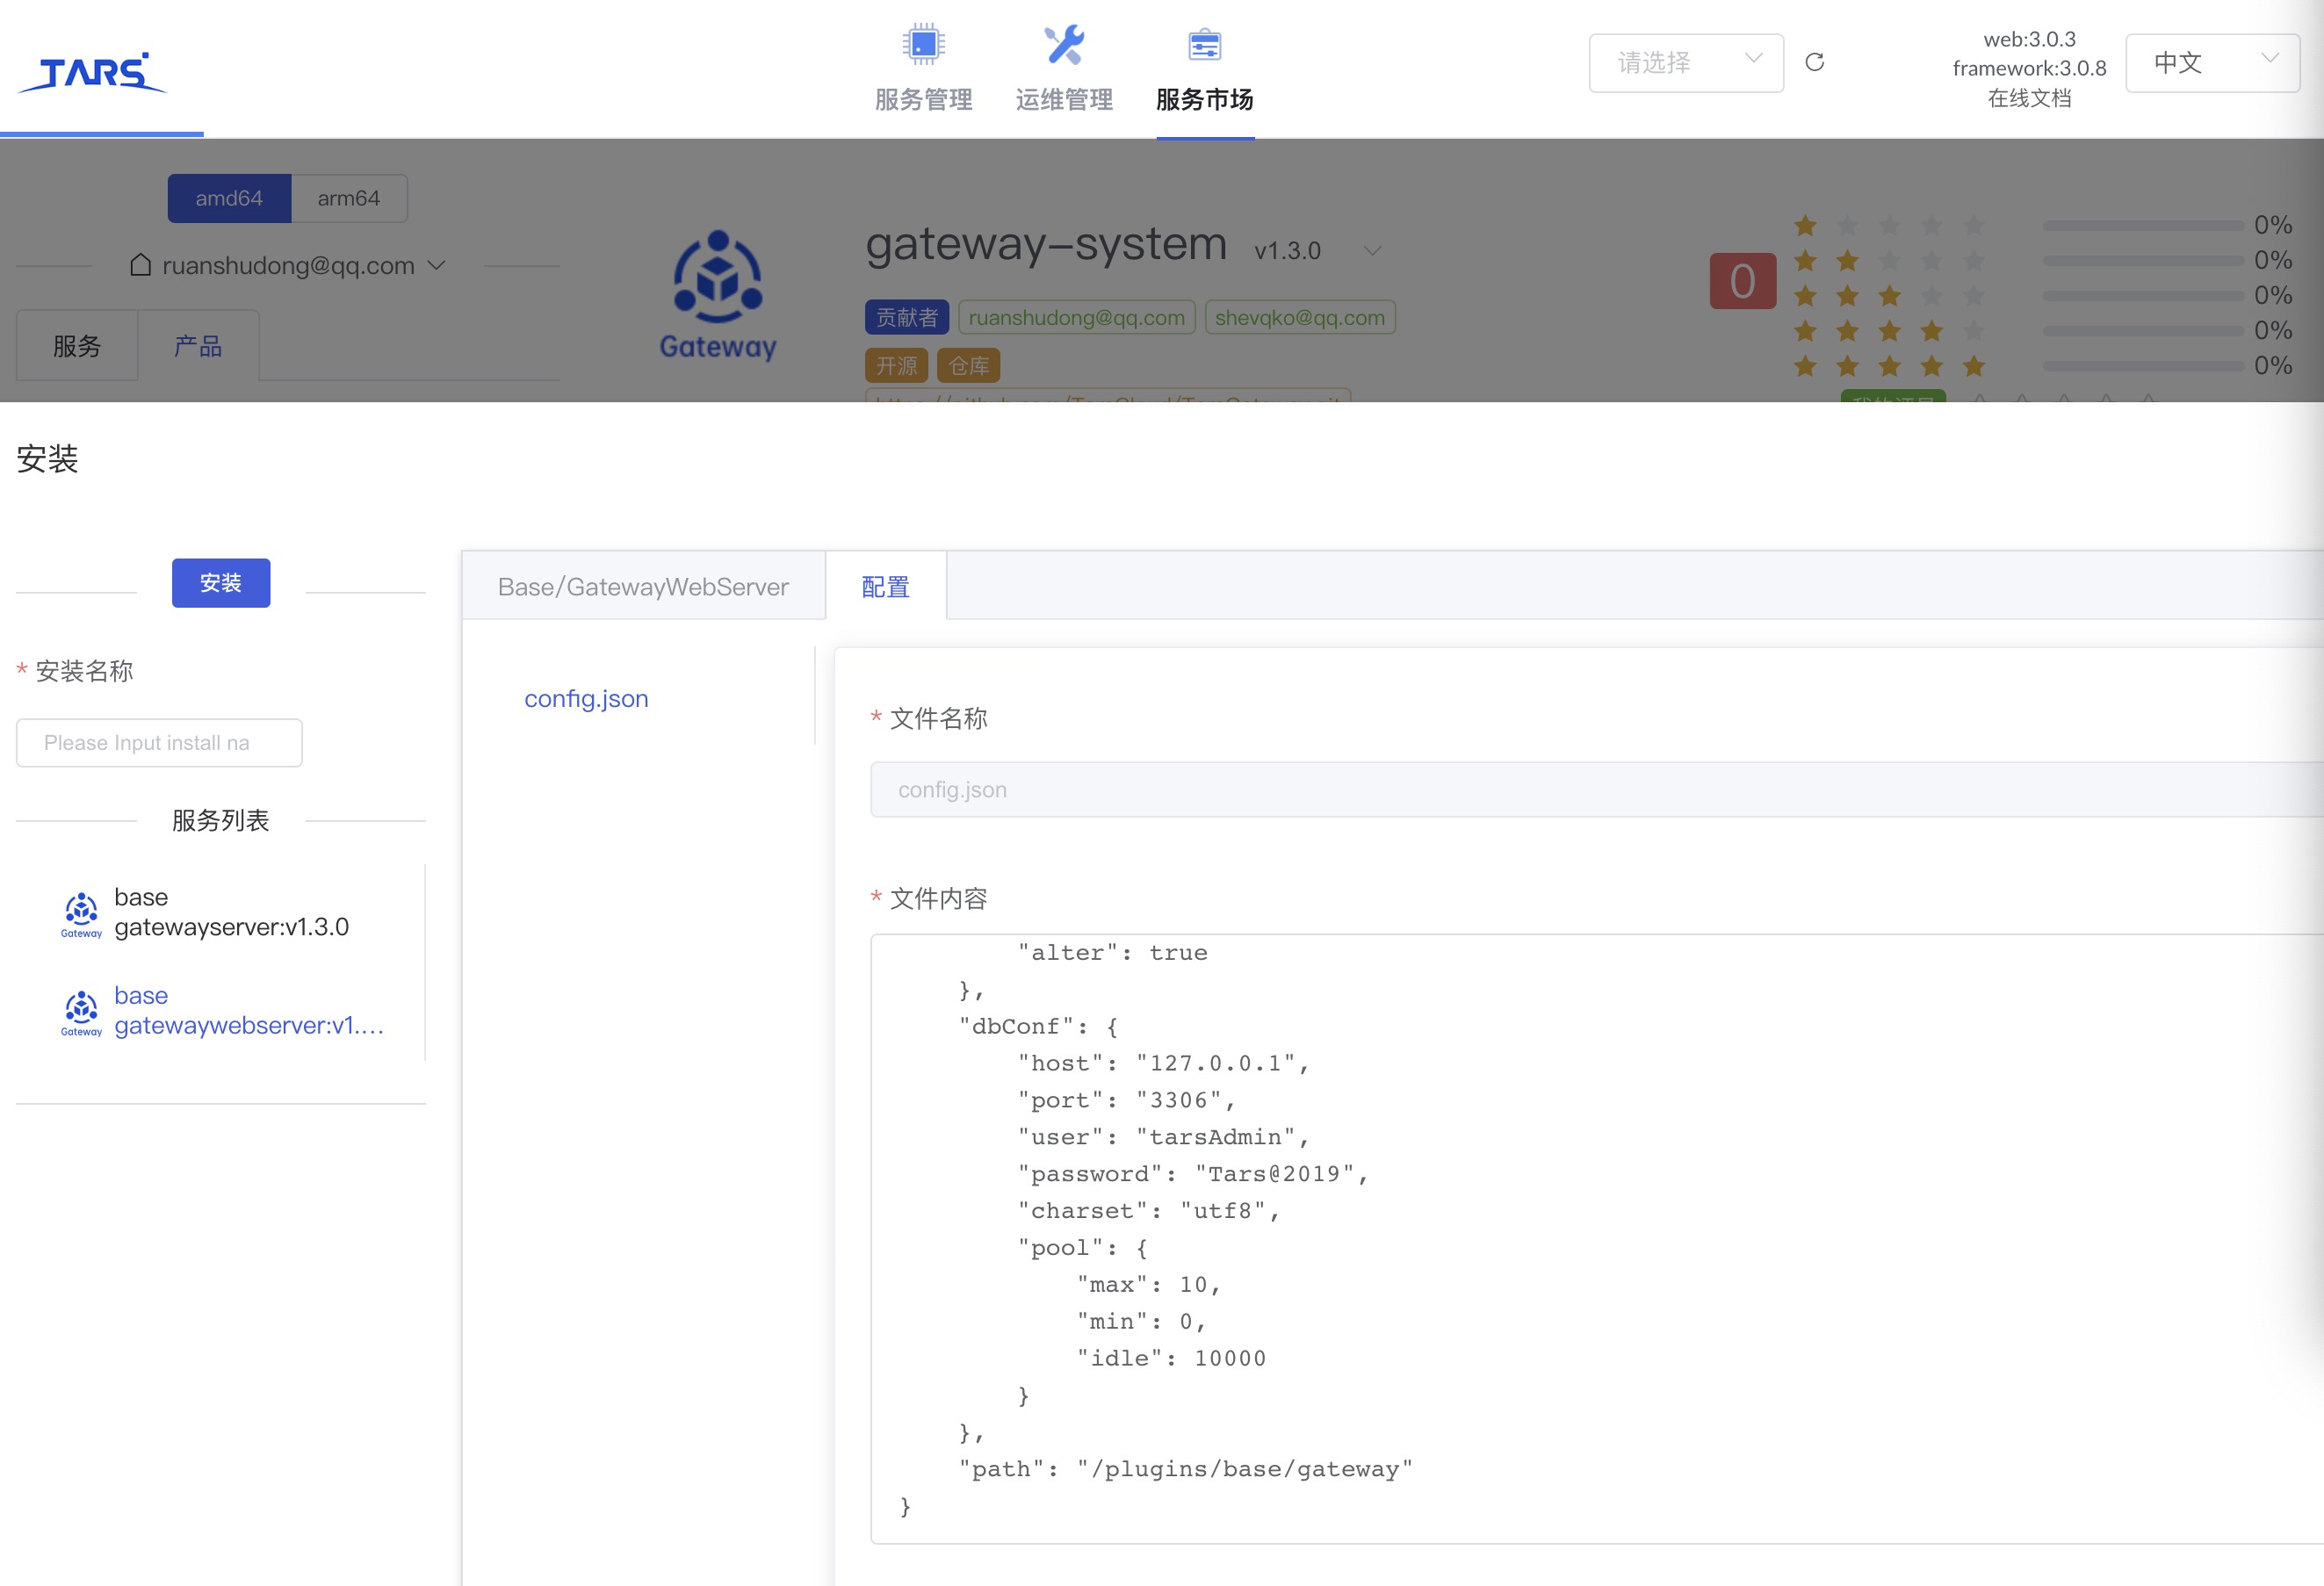 TARS
服务管理
运维管理
服务市场
请选择
web:3.0.3
framework:3.0.8
在线文档
中文
amd64
arm64
ruanshudong@qq.com
服务
产品
Gateway
gateway-system v1.3.0
贡献者 ruanshudong@qq.com shevqko@qq.com
开源 仓库
0
0%
0%
0%
0%
0%
安装
安装
* 安装名称
Please Input install na
服务列表
Gateway
base
gatewayserver:v1.3.0
Gateway
base
gatewaywebserver:v1....
Base/GatewayWebServer
配置
config.json
* 文件名称
config.json
* 文件内容
"alter": true
},
"dbConf": {
"host": "127.0.0.1",
"port": "3306",
"user": "tarsAdmin",
"password": "Tars@2019",
"charset": "utf8",
"pool": {
"max": 10,
"min": 0,
"idle": 10000
}
},
"path": "/plugins/base/gateway"
}